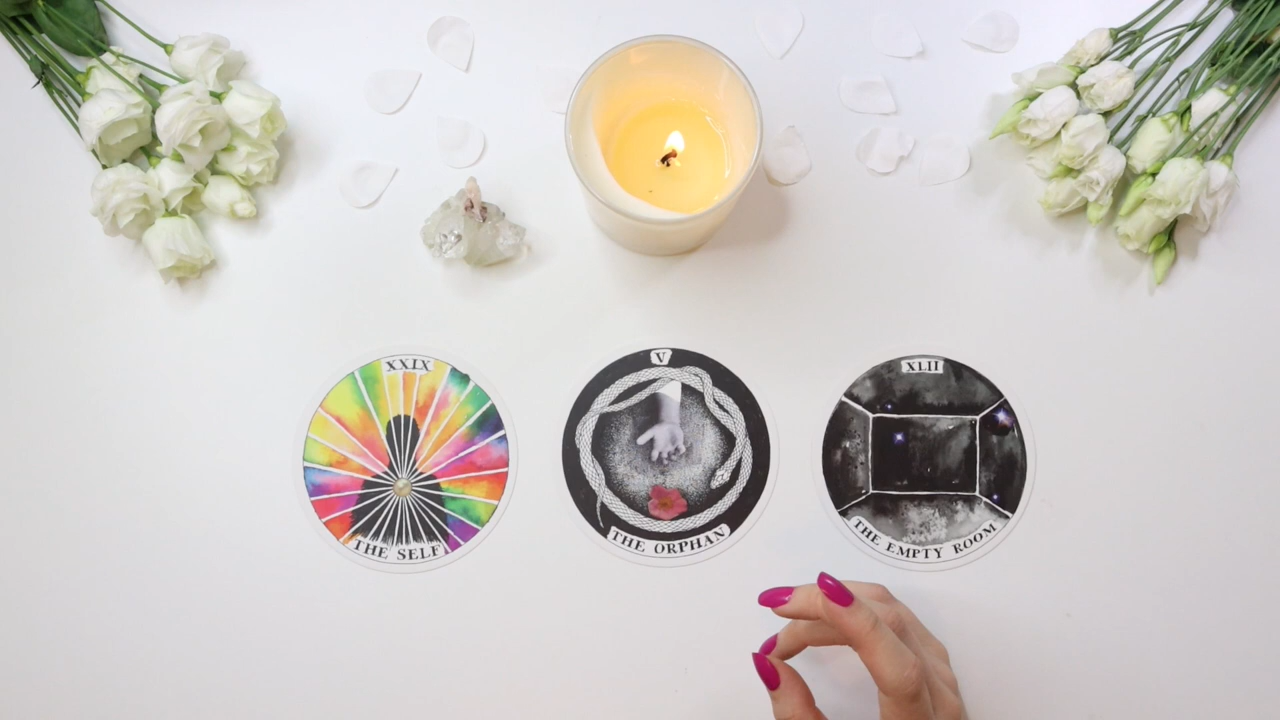 XXIX
THE SELF
V
THE ORPHAN
XLII
THE EMPTY ROOM